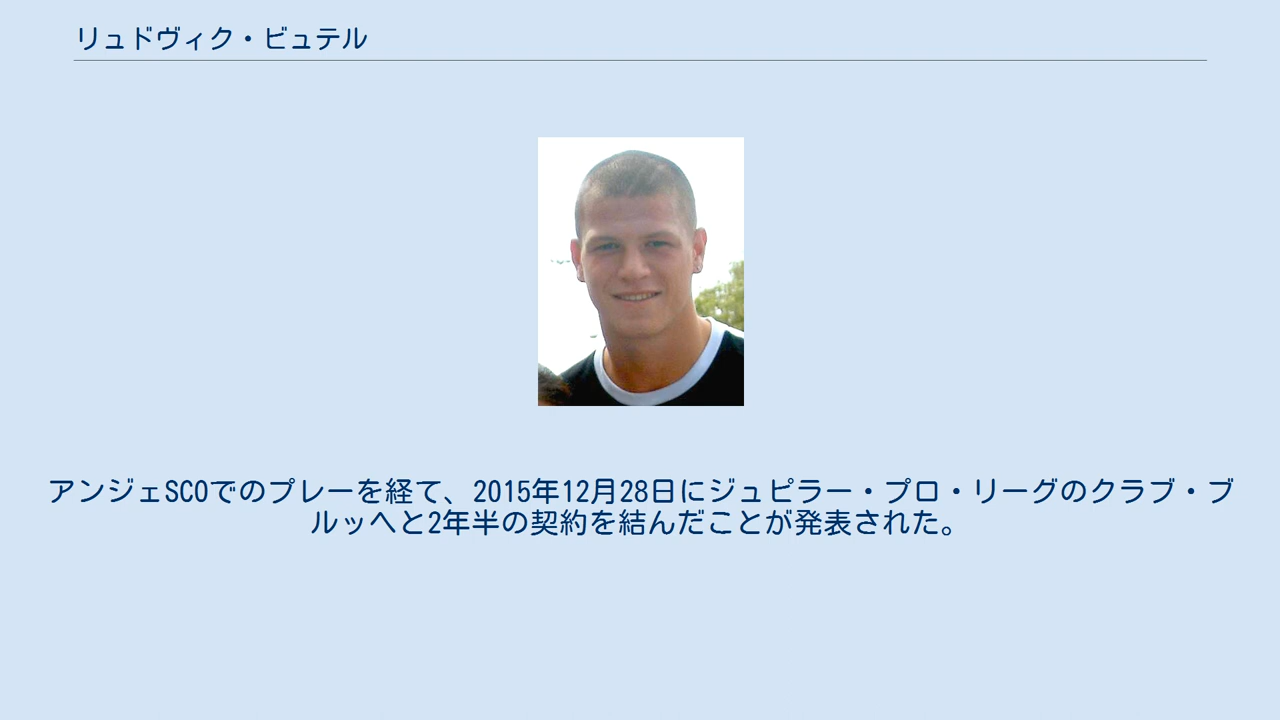 リュドヴィク・ビュテル
アンジェSCOでのプレーを経て、2015年12月28日にジュピラー・プロ・リーグのクラブ・ブ
ルッヘと2年半の契約を結んだことが発表された。